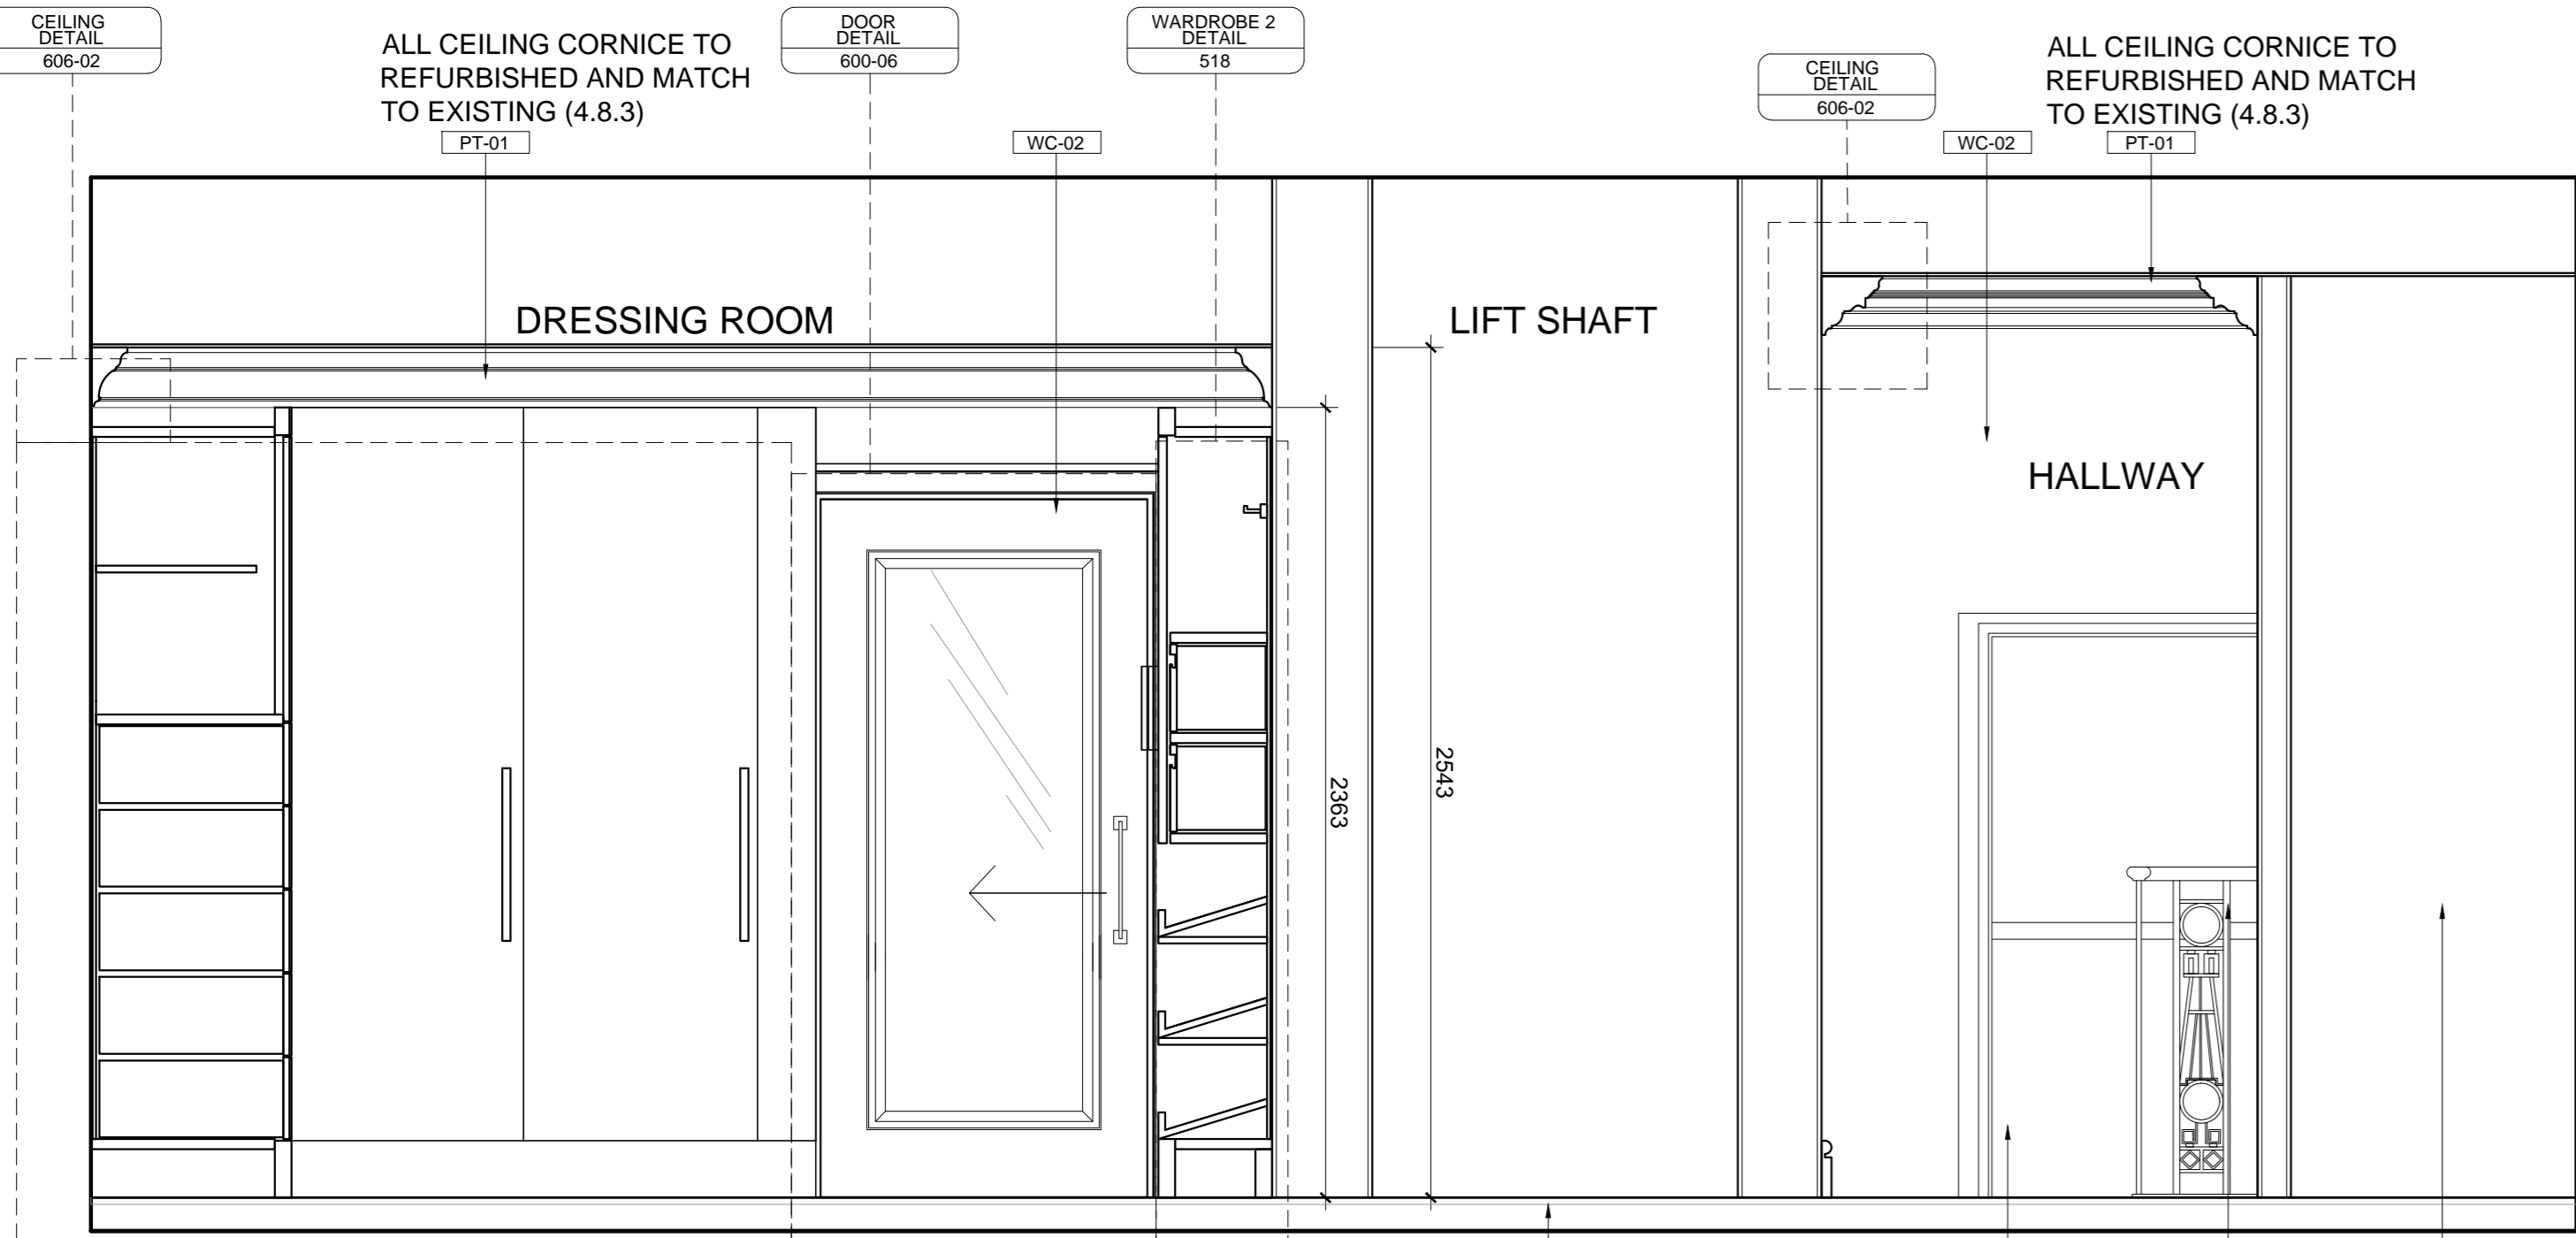 CEILING
DETAIL
606-02
ALL CEILING CORNICE TO
REFURBISHED AND MATCH
TO EXISTING (4.8.3)
PT-01
DOOR
DETAIL
600-06
WC-02
WARDROBE 2
DETAIL
518
CEILING
DETAIL
606-02
WC-02
ALL CEILING CORNICE TO
REFURBISHED AND MATCH
TO EXISTING (4.8.3)
PT-01
DRESSING ROOM
LIFT SHAFT
HALLWAY
2363
2543